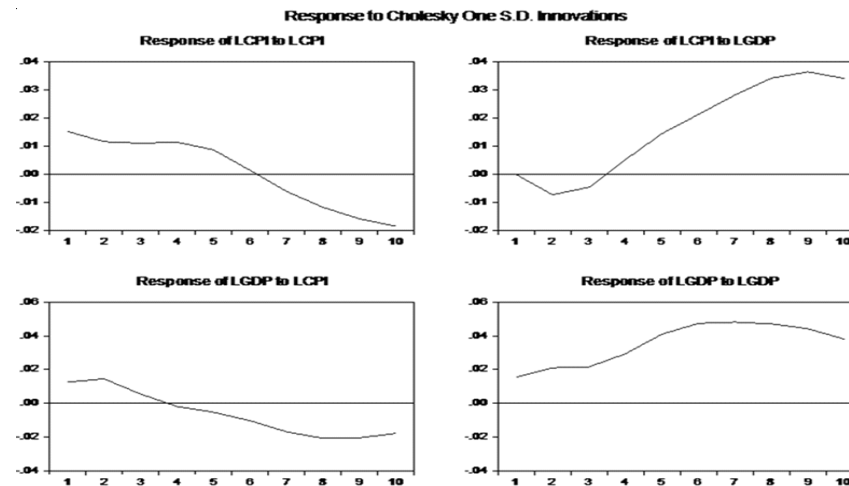 Response to Cholesky One S.D. Innovations
Response of LCPI to LCPI
.04
.03
.02
.01
.00
-.01
-.02
1 2 3 4 5 6 7 8 9 10
Response of LCPI to LGDP
.04
.03
.02
.01
.00
-.01
-.02
1 2 3 4 5 6 7 8 9 10
Response of LGDP to LCPI
.06
.04
.02
.00
-.02
-.04
1 2 3 4 5 6 7 8 9 10
Response of LGDP to LGDP
.06
.04
.02
.00
-.02
-.04
1 2 3 4 5 6 7 8 9 10